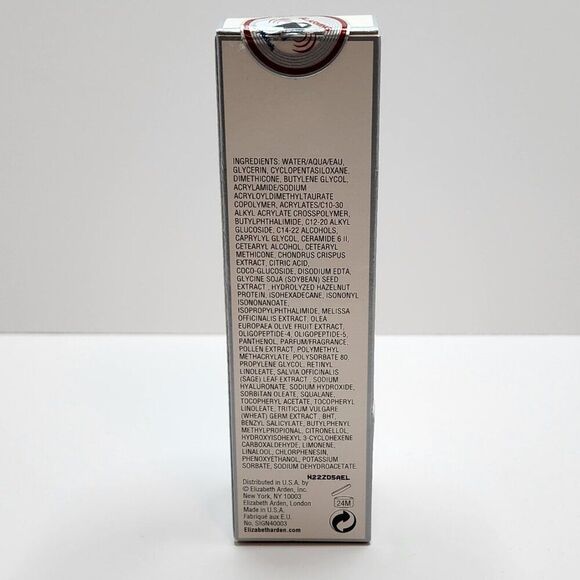 INGREDIENTS: WATER/AQUA/EAU,
GLYCERIN, CYCLOPENTASILOXANE,
DIMETHICONE, BUTYLENE GLYCOL,
ACRYLAMIDE/SODIUM
ACRYLOYLDIMETHYLTAURATE
COPOLYMER, ACRYLATES/C10-30
ALKYL ACRYLATE CROSSPOLYMER,
BUTYLPHTHALIMIDE, C12-20 ALKYL
GLUCOSIDE, C14-22 ALCOHOLS,
CAPRYLYL GLYCOL, CERAMIDE 6 II,
CETEARYL ALCOHOL, CETEARYL
METHICONE, CHONDRUS CRISPUS
EXTRACT, CITRIC ACID,
COCO-GLUCOSIDE, DISODIUM EDTA,
GLYCINE SOJA (SOYBEAN) SEED
EXTRACT , HYDROLYZED HAZELNUT
PROTEIN, ISOHEXADECANE, ISONONYL
ISONONANOATE,
ISOPROPYLPHTHALIMIDE, MELISSA
OFFICINALIS EXTRACT, OLEA
EUROPAEA OLIVE FRUIT EXTRACT,
OLIGOPEPTIDE-4, OLIGOPEPTIDE-5,
PANTHENOL, PARFUM/FRAGRANCE,
POLLEN EXTRACT, POLYMETHYL
METHACRYLATE, POLYSORBATE 80,
PROPYLENE GLYCOL, RETINYL
LINOLEATE, SALVIA OFFICINALIS
(SAGE) LEAF EXTRACT , SODIUM
HYALURONATE, SODIUM HYDROXIDE,
SORBITAN OLEATE, SQUALANE,
TOCOPHERYL ACETATE, TOCOPHERYL
LINOLEATE, TRITICUM VULGARE
(WHEAT) GERM EXTRACT , BHT,
BENZYL SALICYLATE, BUTYLPHENYL
METHYLPROPIONAL, CITRONELLOL,
HYDROXYISOHEXYL 3-CYCLOHEXENE
CARBOXALDEHYDE, LIMONENE,
LINALOOL, CHLORPHENESIN,
PHENOXYETHANOL, POTASSIUM
SORBATE, SODIUM DEHYDROACETATE.
N22ZD5AEL
Distributed in U.S.A. by
© Elizabeth Arden, Inc.
New York, NY 10003
Elizabeth Arden, London
Made in U.S.A.
Fabriqué aux E.U.
No. SIGN40003
Elizabetharden.com
24M